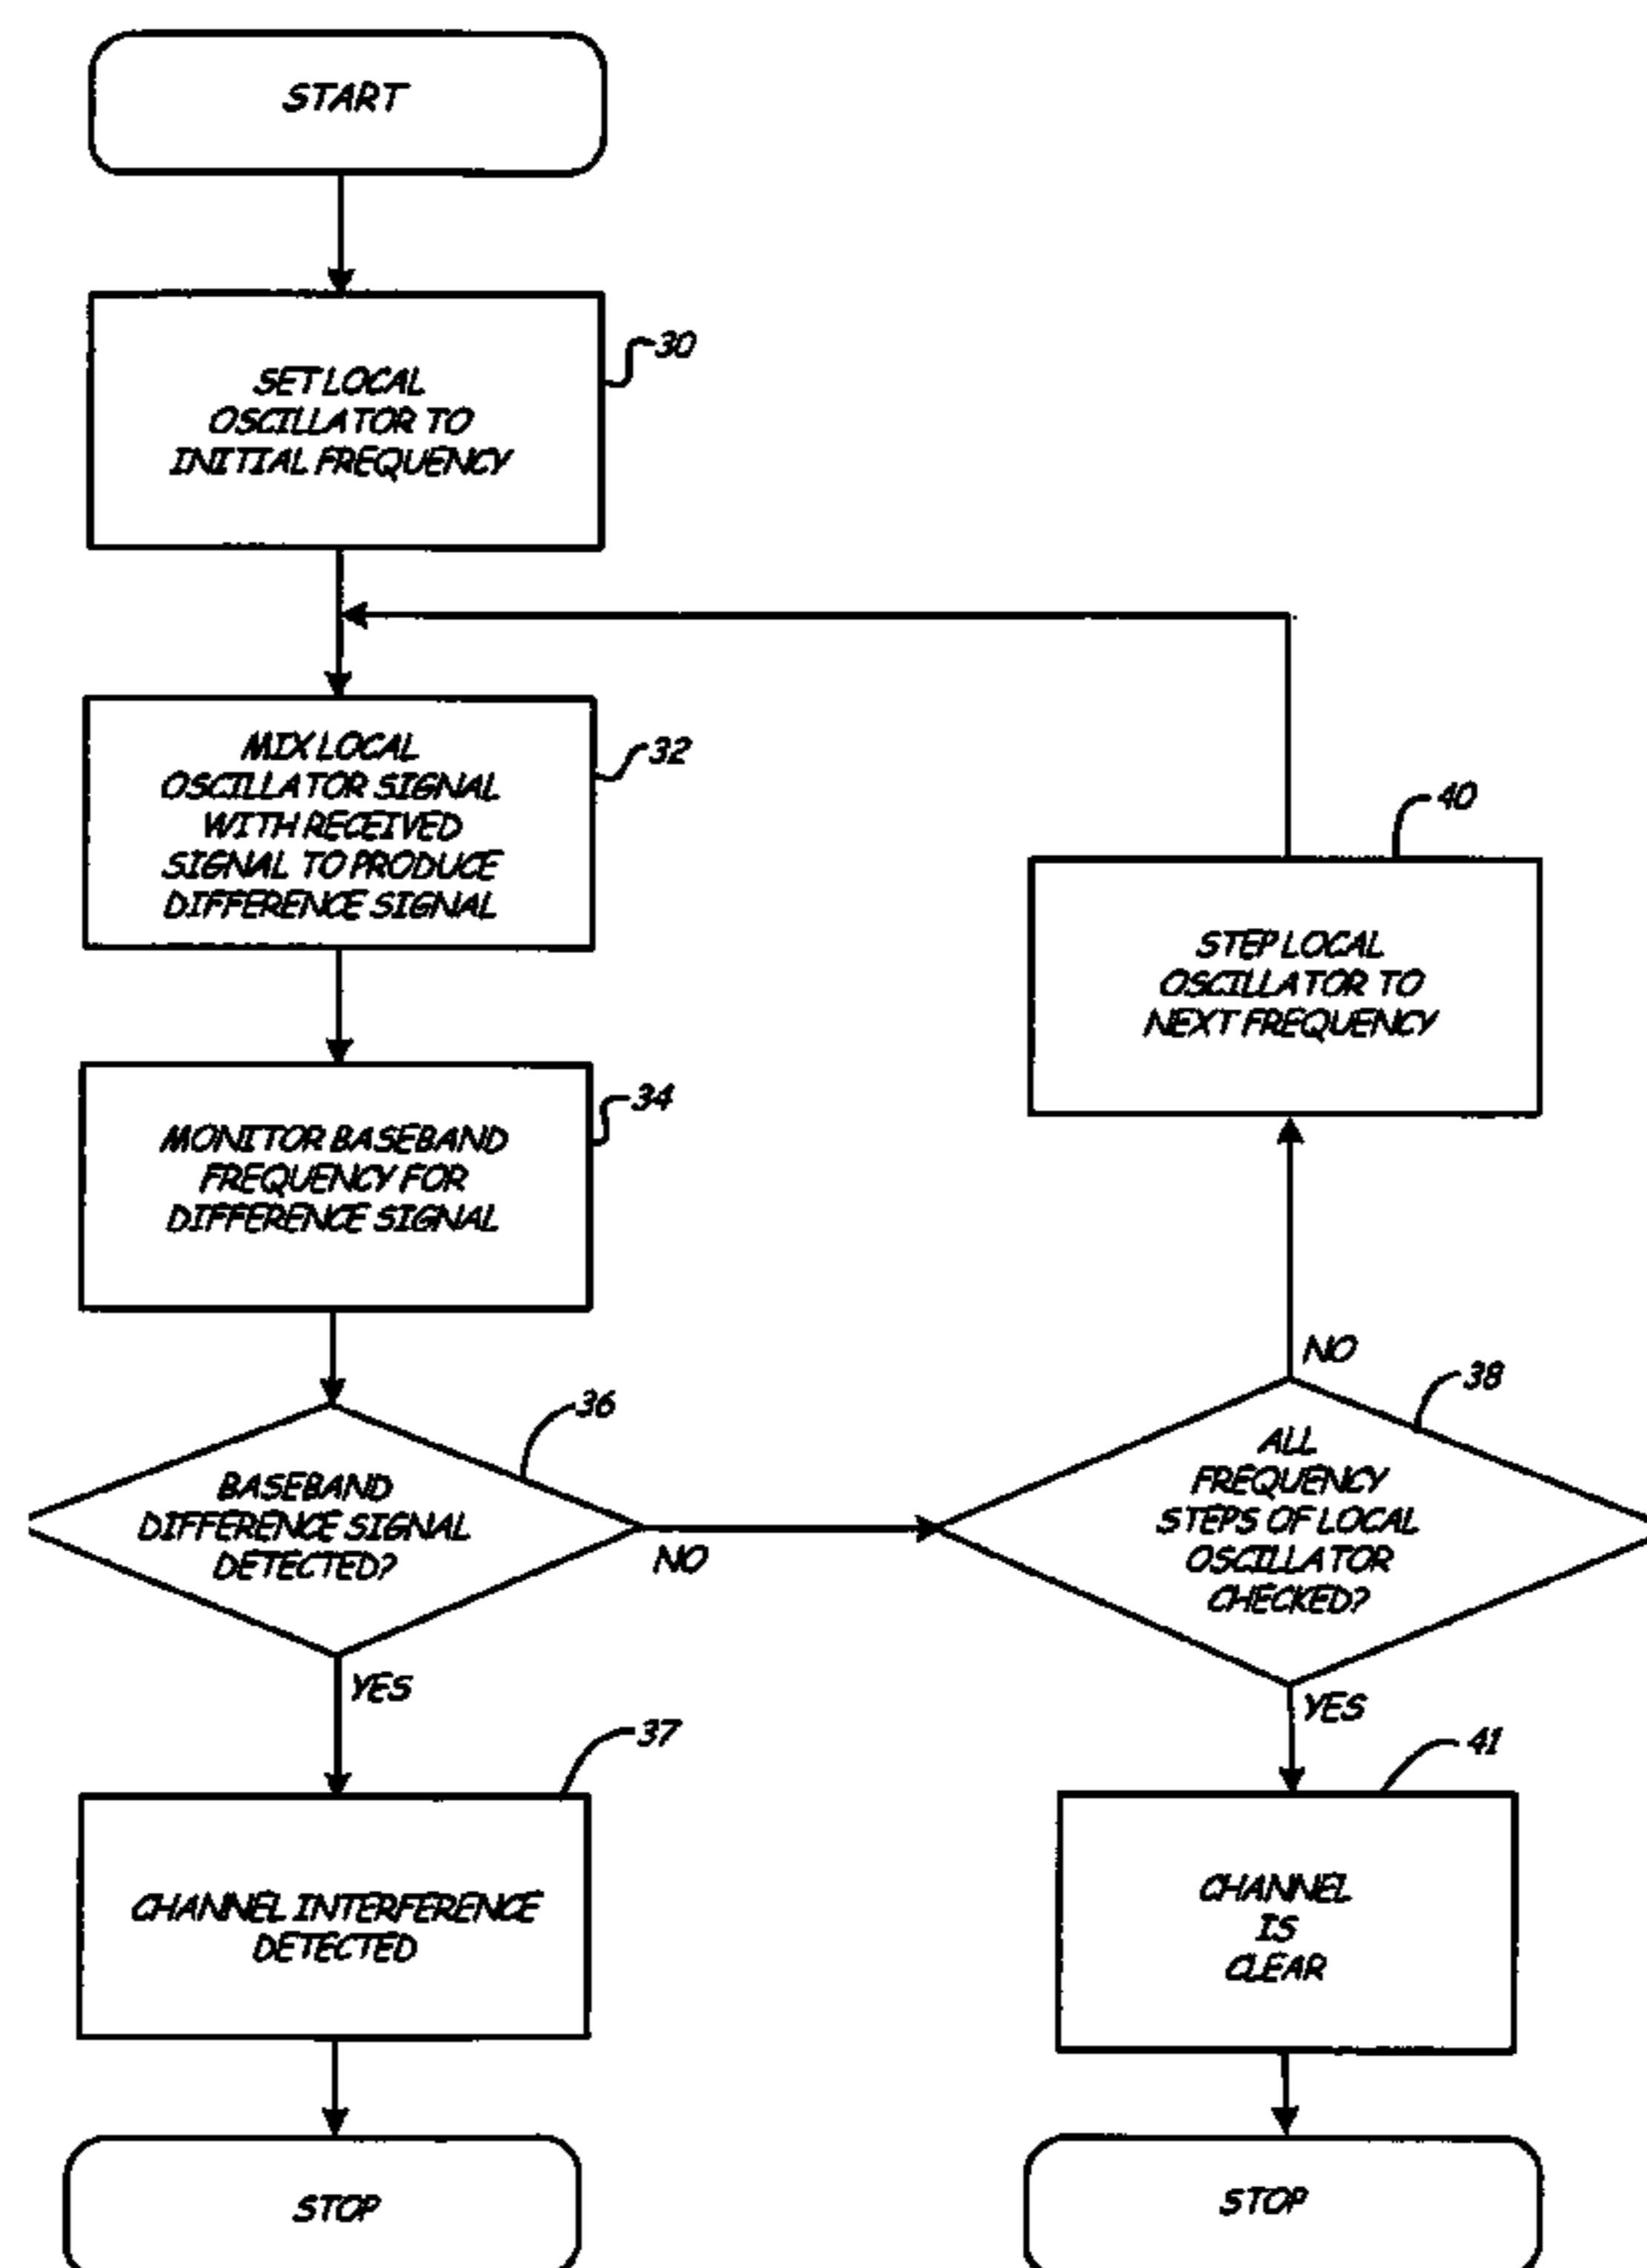 START
SET LOCAL
OSCILLATOR TO
INITIAL FREQUENCY
30
MIX LOCAL
OSCILLATOR SIGNAL
WITH RECEIVED
SIGNAL TO PRODUCE
DIFFERENCE SIGNAL
32
MONITOR BASEBAND
FREQUENCY FOR
DIFFERENCE SIGNAL
34
BASEBAND
DIFFERENCE SIGNAL
DETECTED?
36
NO
YES
CHANNEL INTERFERENCE
DETECTED
37
STOP
40
STEP LOCAL
OSCILLATOR TO
NEXT FREQUENCY
NO
38
ALL
FREQUENCY
STEPS OF LOCAL
OSCILLATOR
CHECKED?
YES
41
CHANNEL
IS
CLEAR
STOP